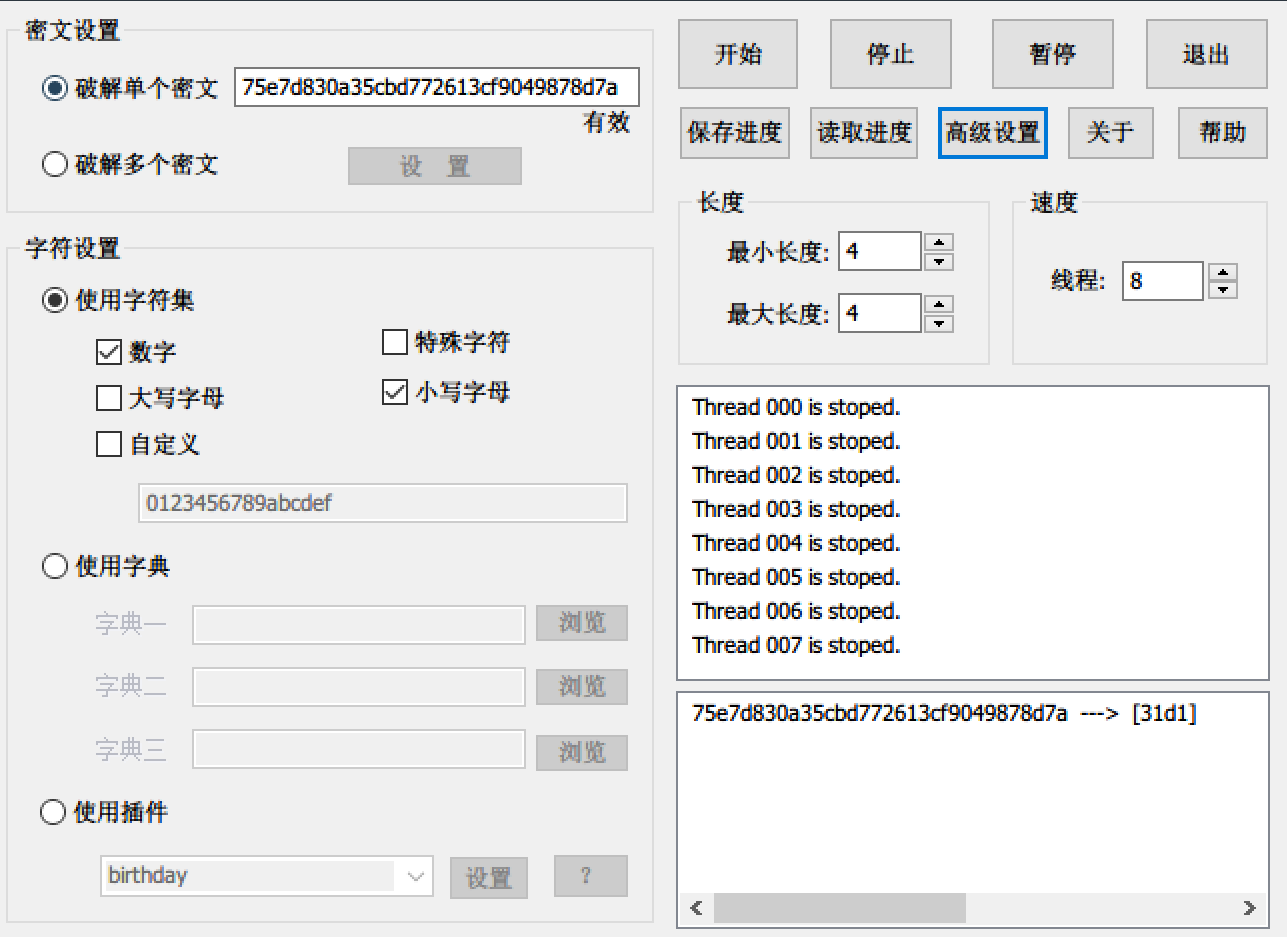 密文设置
破解单个密文 75e7d830a35cbd772613cf9049878d7a
有效
破解多个密文 设 置
字符设置
使用字符集
数字 特殊字符
大写字母 小写字母
自定义
0123456789abcdef
使用字典
字典一 浏览
字典二 浏览
字典三 浏览
使用插件
birthday 设置 ?
开始 停止 暂停 退出
保存进度 读取进度 高级设置 关于 帮助
长度
最小长度: 4
最大长度: 4
速度
线程: 8
Thread 000 is stoped.
Thread 001 is stoped.
Thread 002 is stoped.
Thread 003 is stoped.
Thread 004 is stoped.
Thread 005 is stoped.
Thread 006 is stoped.
Thread 007 is stoped.
75e7d830a35cbd772613cf9049878d7a ---> [31d1]